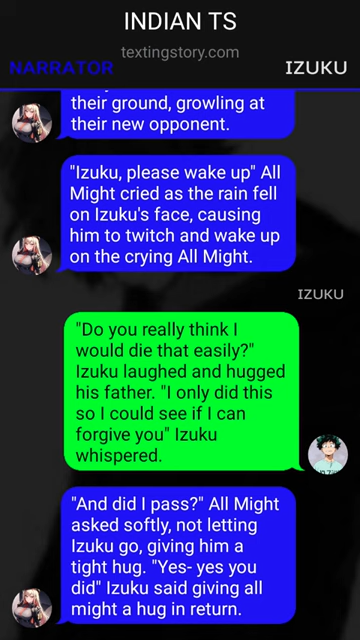 INDIAN TS
textingstory.com
NARRATOR
IZUKU
their ground, growling at
their new opponent.
"Izuku, please wake up" All
Might cried as the rain fell
on Izuku's face, causing
him to twitch and wake up
on the crying All Might.
IZUKU
"Do you really think I
would die that easily?"
Izuku laughed and hugged
his father. "I only did this
so I could see if I can
forgive you" Izuku
whispered.
"And did I pass?" All Might
asked softly, not letting
Izuku go, giving him a
tight hug. "Yes- yes you
did" Izuku said giving all
might a hug in return.